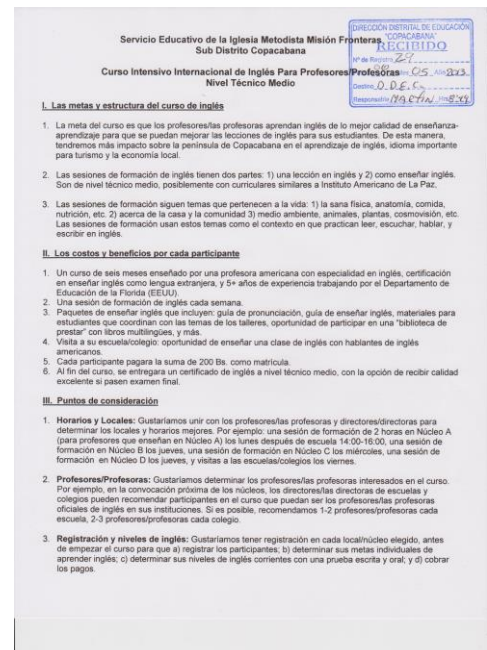 Servicio Educativo de la Iglesia Metodista Misión Fronteras
Sub Distrito Copacabana
Curso Intensivo Internacional de Inglés Para Profesores/Profesoras
Nivel Técnico Medio
DIRECCIÓN DISTRITAL DE EDUCACIÓN
"COPACABANA"
RECIBIDO
Nº de Registro 29
05 Año 2013
Destino D.D.E.C.
Responsable MARTIN
I. Las metas y estructura del curso de inglés
1. La meta del curso es que los profesores/las profesoras aprendan inglés de lo mejor calidad de enseñanza-
aprendizaje para que se puedan mejorar las lecciones de inglés para sus estudiantes. De esta manera,
tendremos más impacto sobre la península de Copacabana en el aprendizaje de inglés, idioma importante
para turismo y la economía local.
2. Las sesiones de formación de inglés tienen dos partes: 1) una lección en inglés y 2) como enseñar inglés.
Son de nivel técnico medio, posiblemente con curriculares similares a Instituto Americano de La Paz.
3. Las sesiones de formación siguen temas que pertenecen a la vida: 1) la sana física, anatomía, comida,
nutrición, etc. 2) acerca de la casa y la comunidad 3) medio ambiente, animales, plantas, cosmovisión, etc.
Las sesiones de formación usan estos temas como el contexto en que practican leer, escuchar, hablar, y
escribir en inglés.
II. Los costos y beneficios por cada participante
1. Un curso de seis meses enseñado por una profesora americana con especialidad en inglés, certificación
en enseñar inglés como lengua extranjera, y 5+ años de experiencia trabajando por el Departamento de
Educación de la Florida (EEUU).
2. Una sesión de formación de inglés cada semana.
3. Paquetes de enseñar inglés que incluyen: guía de pronunciación, guía de enseñar inglés, materiales para
estudiantes que coordinan con las temas de los talleres, oportunidad de participar en una "biblioteca de
prestar" con libros multilingües, y más.
4. Visita a su escuela/colegio: oportunidad de enseñar una clase de inglés con hablantes de inglés
americanos.
5. Cada participante pagara la suma de 200 Bs. como matricula.
6. Al fin del curso, se entregara un certificado de inglés a nivel técnico medio, con la opción de recibir calidad
excelente si pasen examen final.
III. Puntos de consideración
1. Horarios y Locales: Gustaríamos unir con los profesores/las profesoras y directores/directoras para
determinar los locales y horarios mejores. Por ejemplo: una sesión de formación de 2 horas en Núcleo A
(para profesores que enseñan en Núcleo A) los lunes después de escuela 14:00-16:00, una sesión de
formación en Núcleo B los jueves, una sesión de formación en Núcleo C los miércoles, una sesión de
formación en Núcleo D los jueves, y visitas a las escuelas/colegios los viernes.
2. Profesores/Profesoras: Gustaríamos determinar los profesores/las profesoras interesados en el curso.
Por ejemplo, en la convocación próxima de los núcleos, los directores/las directoras de escuelas y
colegios pueden recomendar participantes en el curso que puedan ser los profesores/las profesoras
oficiales de inglés en sus instituciones. Si es posible, recomendamos 1-2 profesores/profesoras cada
escuela, 2-3 profesores/profesoras cada colegio.
3. Registración y niveles de inglés: Gustaríamos tener registración en cada local/núcleo elegido, antes
de empezar el curso para que a) registrar los participantes; b) determinar sus metas individuales de
aprender inglés; c) determinar sus niveles de inglés corrientes con una prueba escrita y oral; y d) cobrar
los pagos.